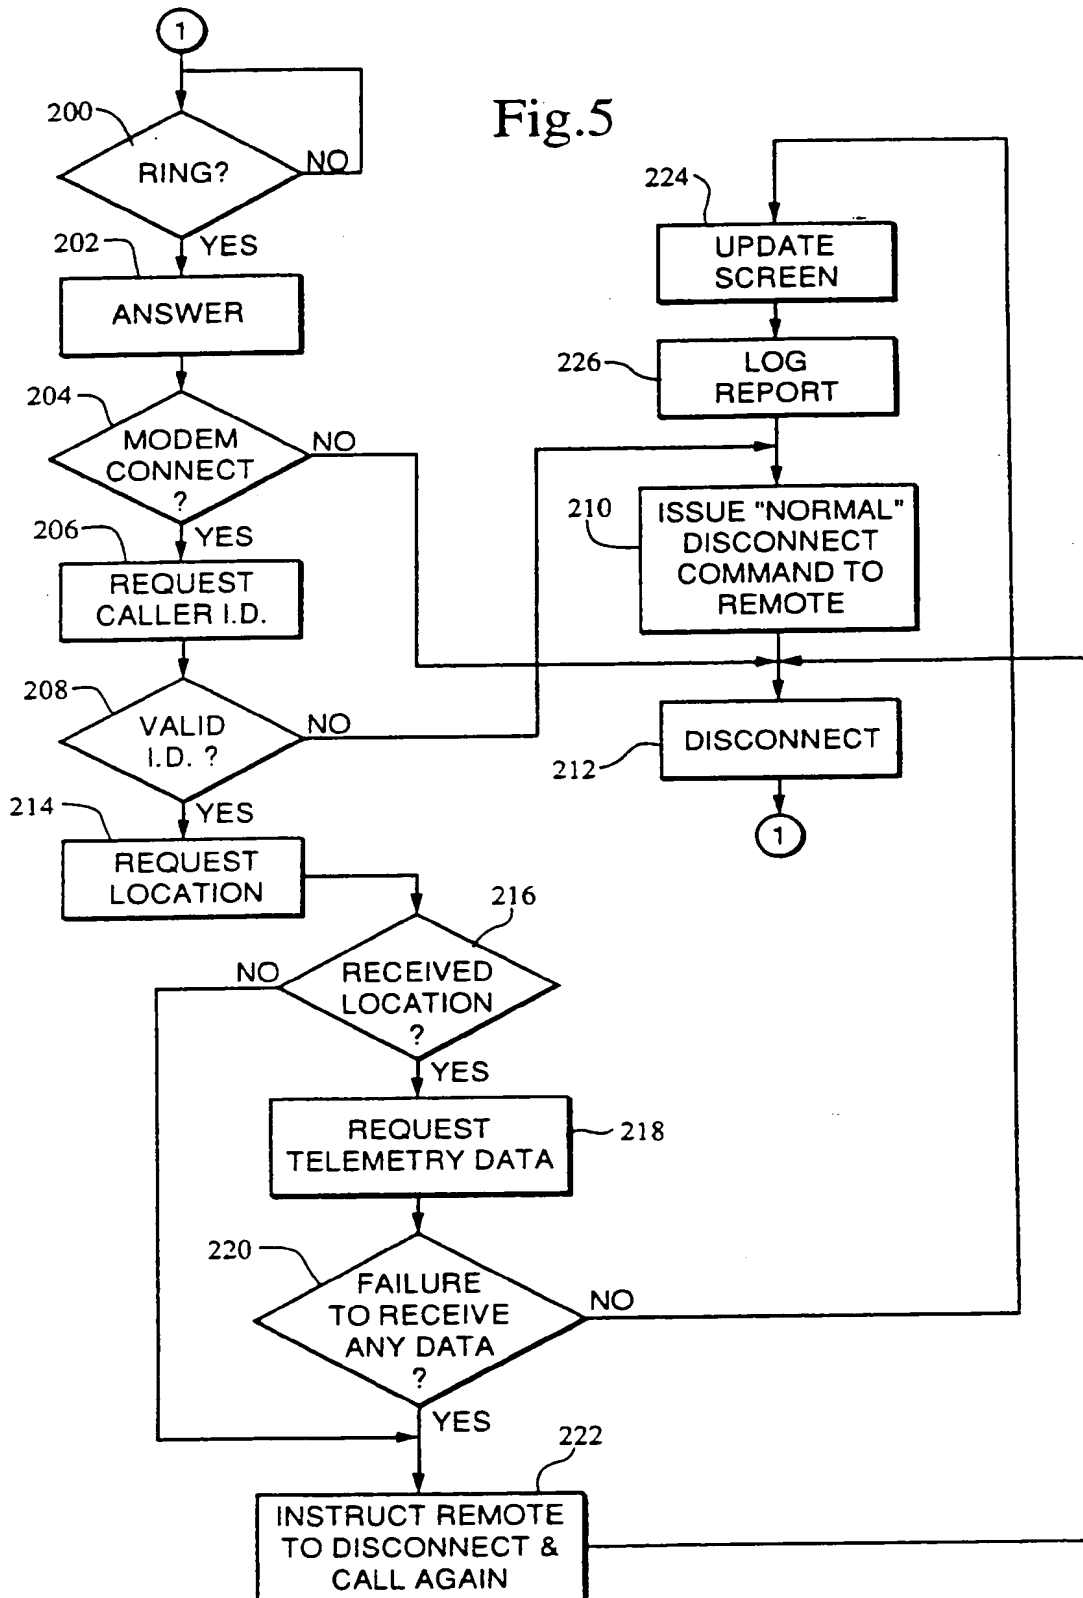 1
Fig.5
200
RING?
NO
YES
202
ANSWER
204
MODEM
CONNECT
?
NO
YES
206
REQUEST
CALLER I.D.
208
VALID
I.D. ?
NO
YES
214
REQUEST
LOCATION
216
RECEIVED
LOCATION
?
NO
YES
REQUEST
TELEMETRY DATA
218
220
FAILURE
TO RECEIVE
ANY DATA
?
NO
YES
222
INSTRUCT REMOTE
TO DISCONNECT &
CALL AGAIN
224
UPDATE
SCREEN
226
LOG
REPORT
210
ISSUE "NORMAL"
DISCONNECT
COMMAND TO
REMOTE
212
DISCONNECT
1